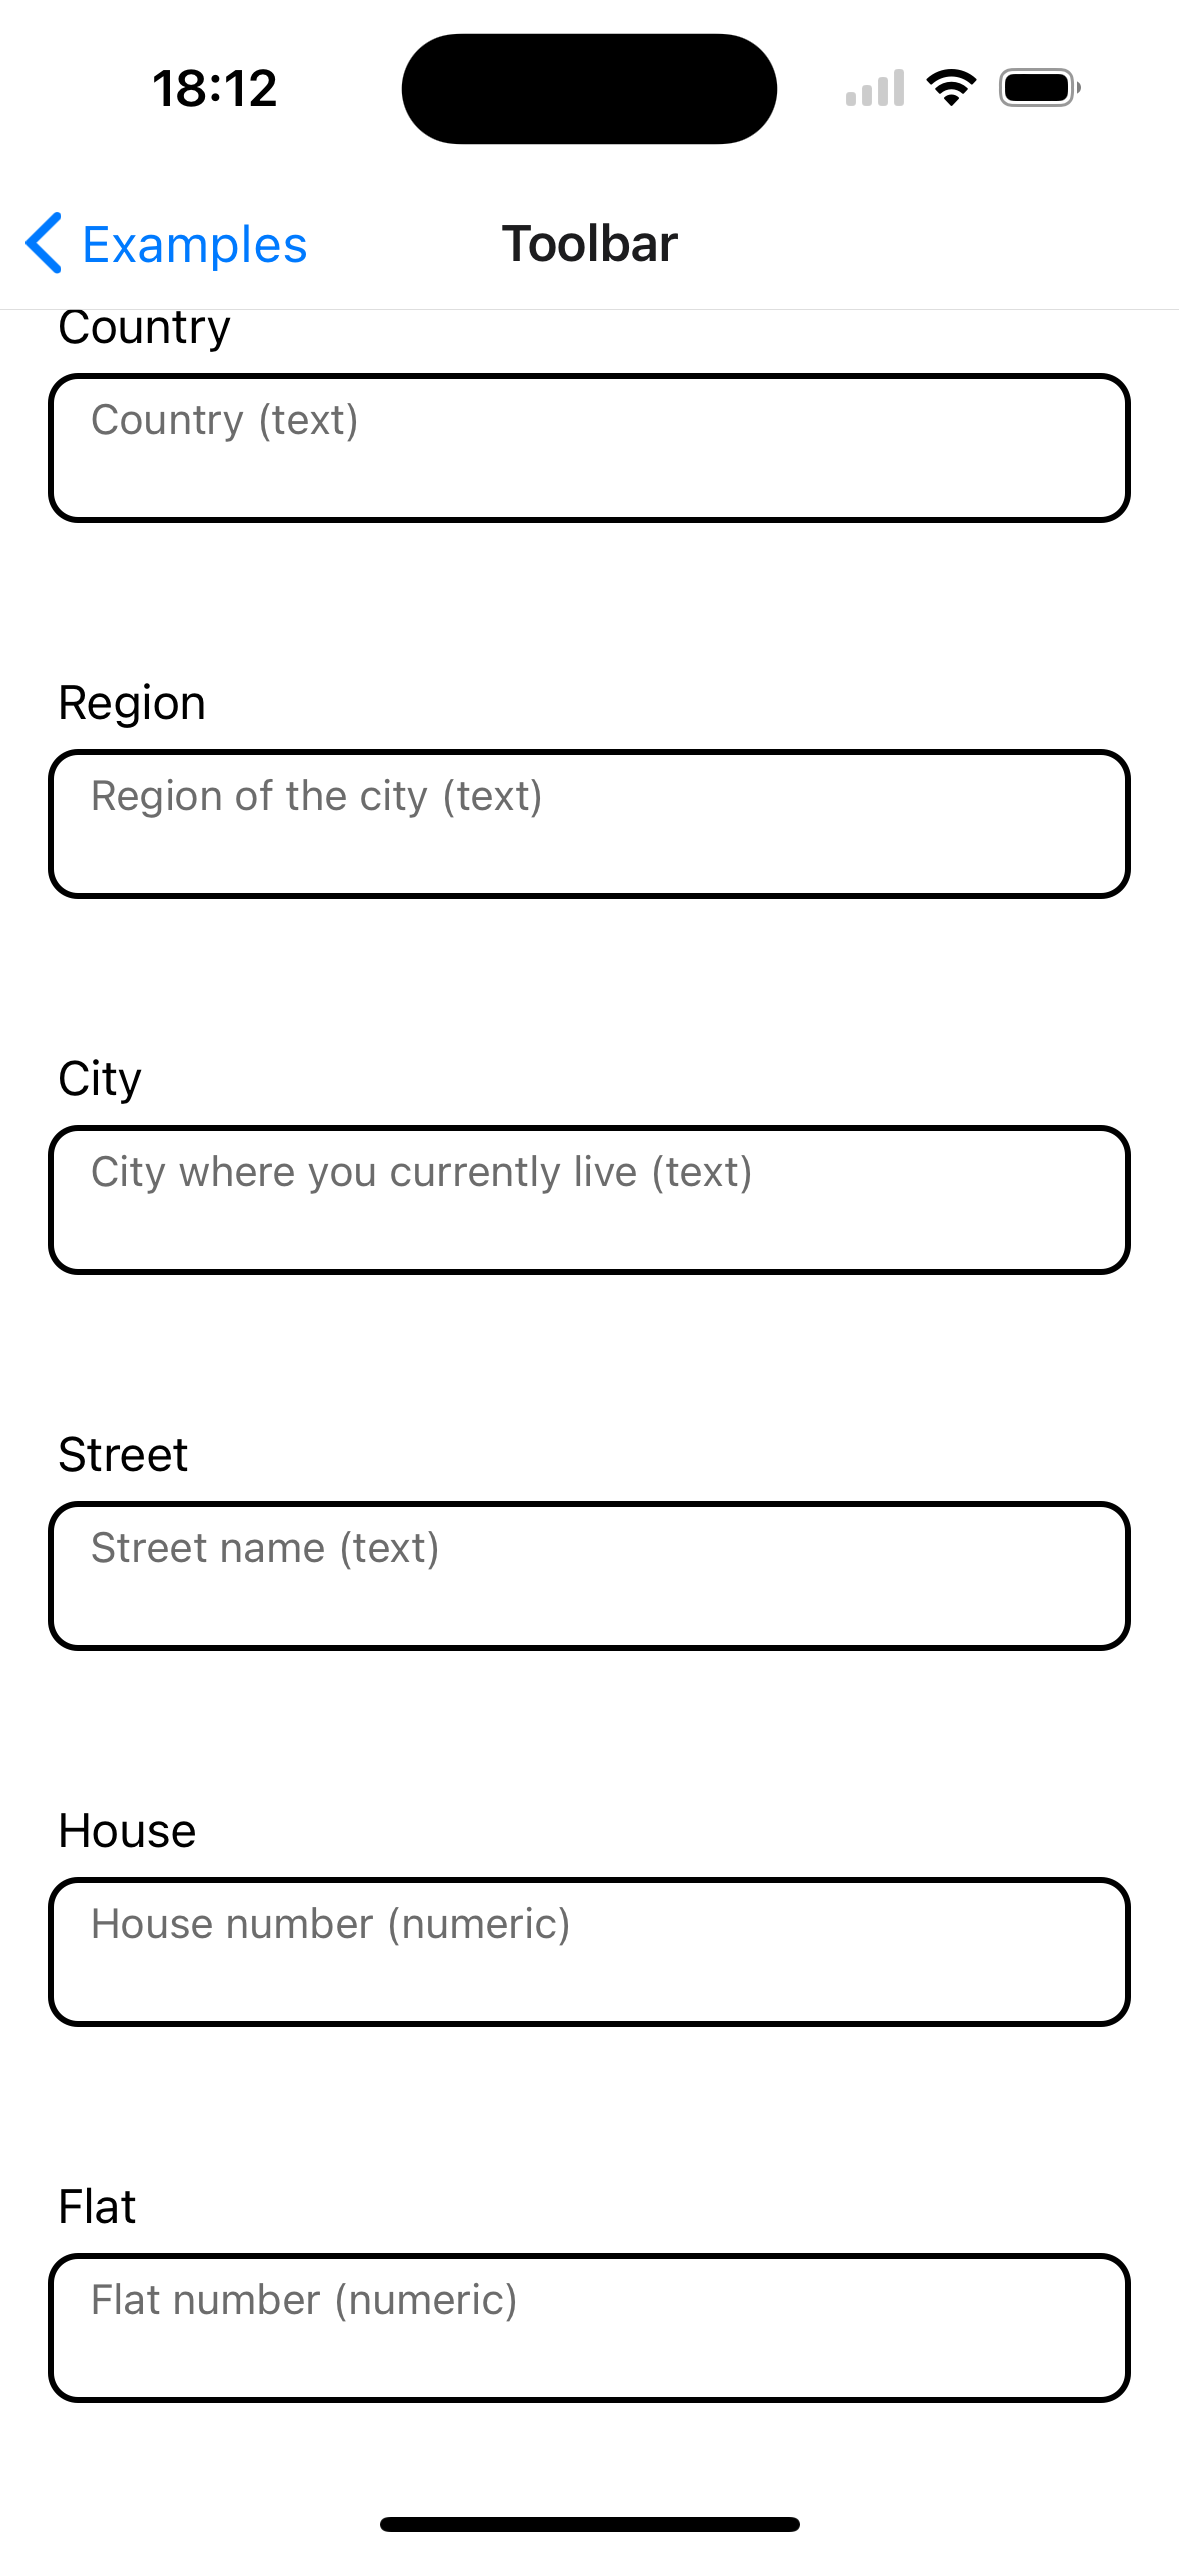 18:12
Examples
Toolbar
Country
Country (text)
Region
Region of the city (text)
City
City where you currently live (text)
Street
Street name (text)
House
House number (numeric)
Flat
Flat number (numeric)